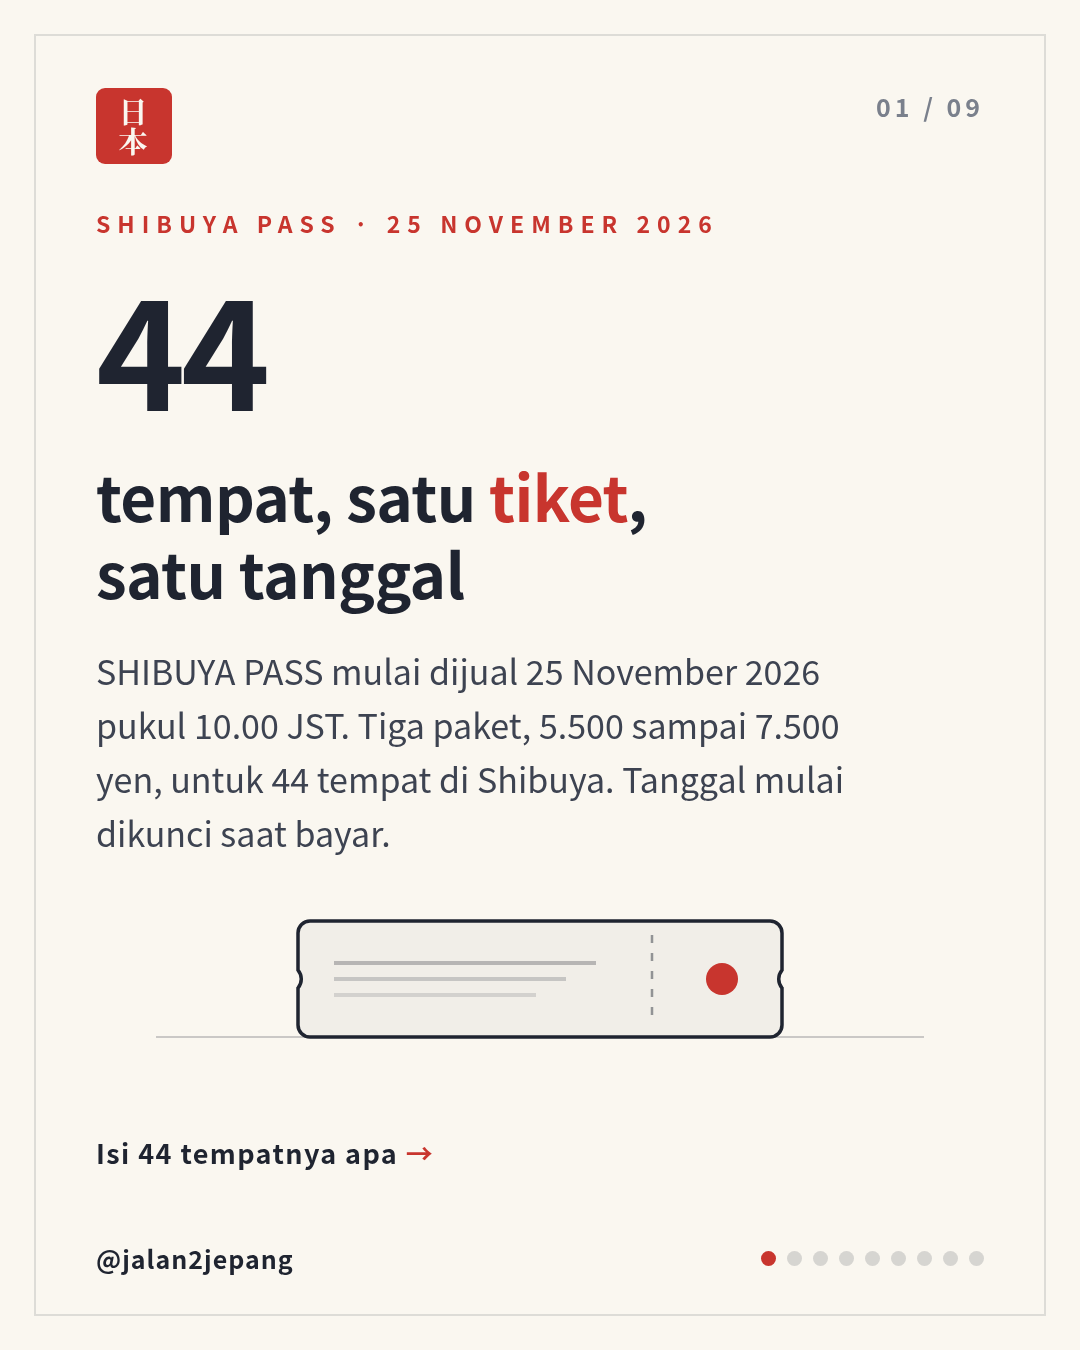 日本
01 / 09
SHIBUYA PASS · 25 NOVEMBER 2026
44
tempat, satu tiket,
satu tanggal
SHIBUYA PASS mulai dijual 25 November 2026
pukul 10.00 JST. Tiga paket, 5.500 sampai 7.500
yen, untuk 44 tempat di Shibuya. Tanggal mulai
dikunci saat bayar.
Isi 44 tempatnya apa →
@jalan2jepang